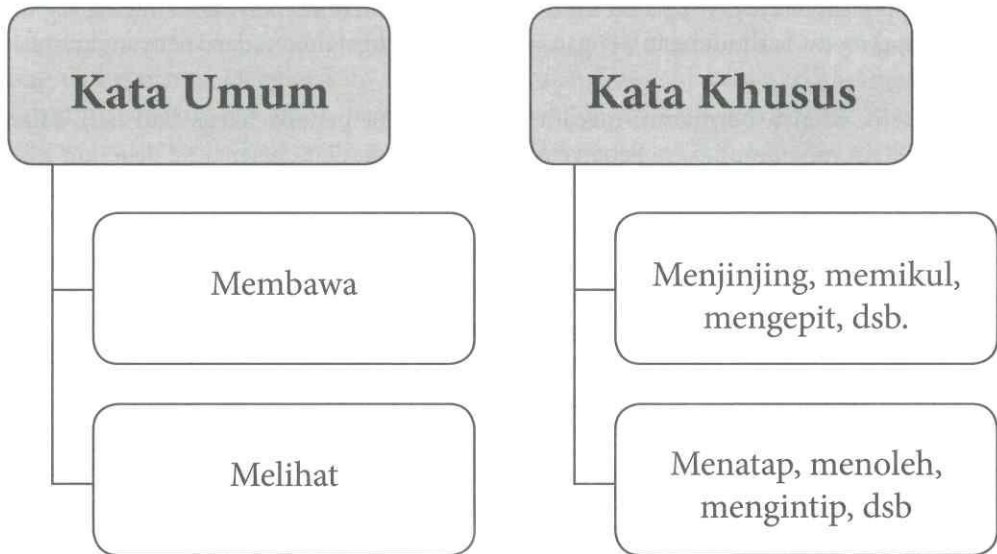 Kata Umum
Membawa
Melihat
Kata Khusus
Menjinjing, memikul,
mengepit, dsb.
Menatap, menoleh,
mengintip, dsb